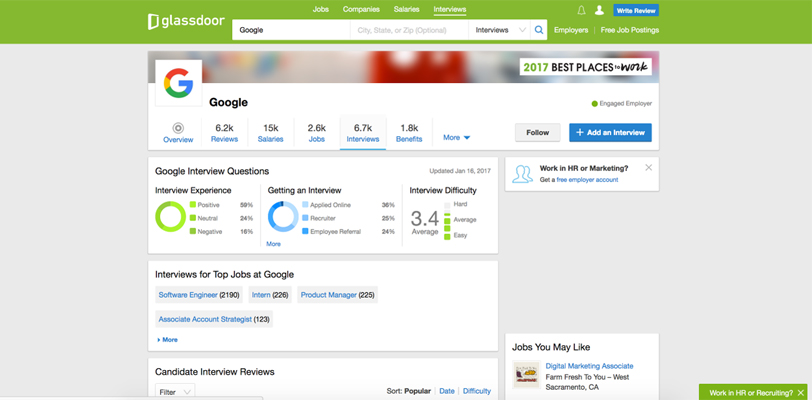 Jobs Companies Salaries Interviews Write Review
glassdoor
Google City, State, or Zip (Optional) Interviews Employers Free Job Postings
2017 BEST PLACES to Work
G
Google
Engaged Employer
Overview
6.2k Reviews
15k Salaries
2.6k Jobs
6.7k Interviews
1.8k Benefits
More
Follow
+ Add an Interview
Google Interview Questions Updated Jan 16, 2017
Interview Experience
Positive 59%
Neutral 24%
Negative 16%
Getting an Interview
Applied Online 36%
Recruiter 25%
Employee Referral 24%
More
Interview Difficulty
3.4
Average
Hard
Average
Easy
Work in HR or Marketing?
Get a free employer account
Interviews for Top Jobs at Google
Software Engineer (2190) Intern (226) Product Manager (225)
Associate Account Strategist (123)
More
Candidate Interview Reviews
Filter Sort: Popular Date Difficulty
Jobs You May Like
Digital Marketing Associate
Farm Fresh To You – West
Sacramento, CA
Work in HR or Recruiting?